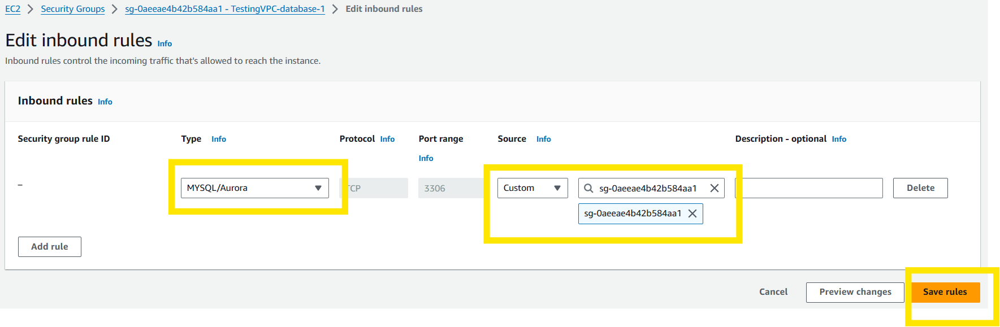 EC2 > Security Groups > sg-0aeeae4b42b584aa1 - TestingVPC-database-1 > Edit inbound rules
Edit inbound rules Info
Inbound rules control the incoming traffic that's allowed to reach the instance.
Inbound rules Info
Security group rule ID Type Info Protocol Info Port range Source Info Description - optional Info
Info
– MYSQL/Aurora TCP 3306 Custom sg-0aeeae4b42b584aa1 Delete
sg-0aeeae4b42b584aa1
Add rule
Cancel Preview changes Save rules